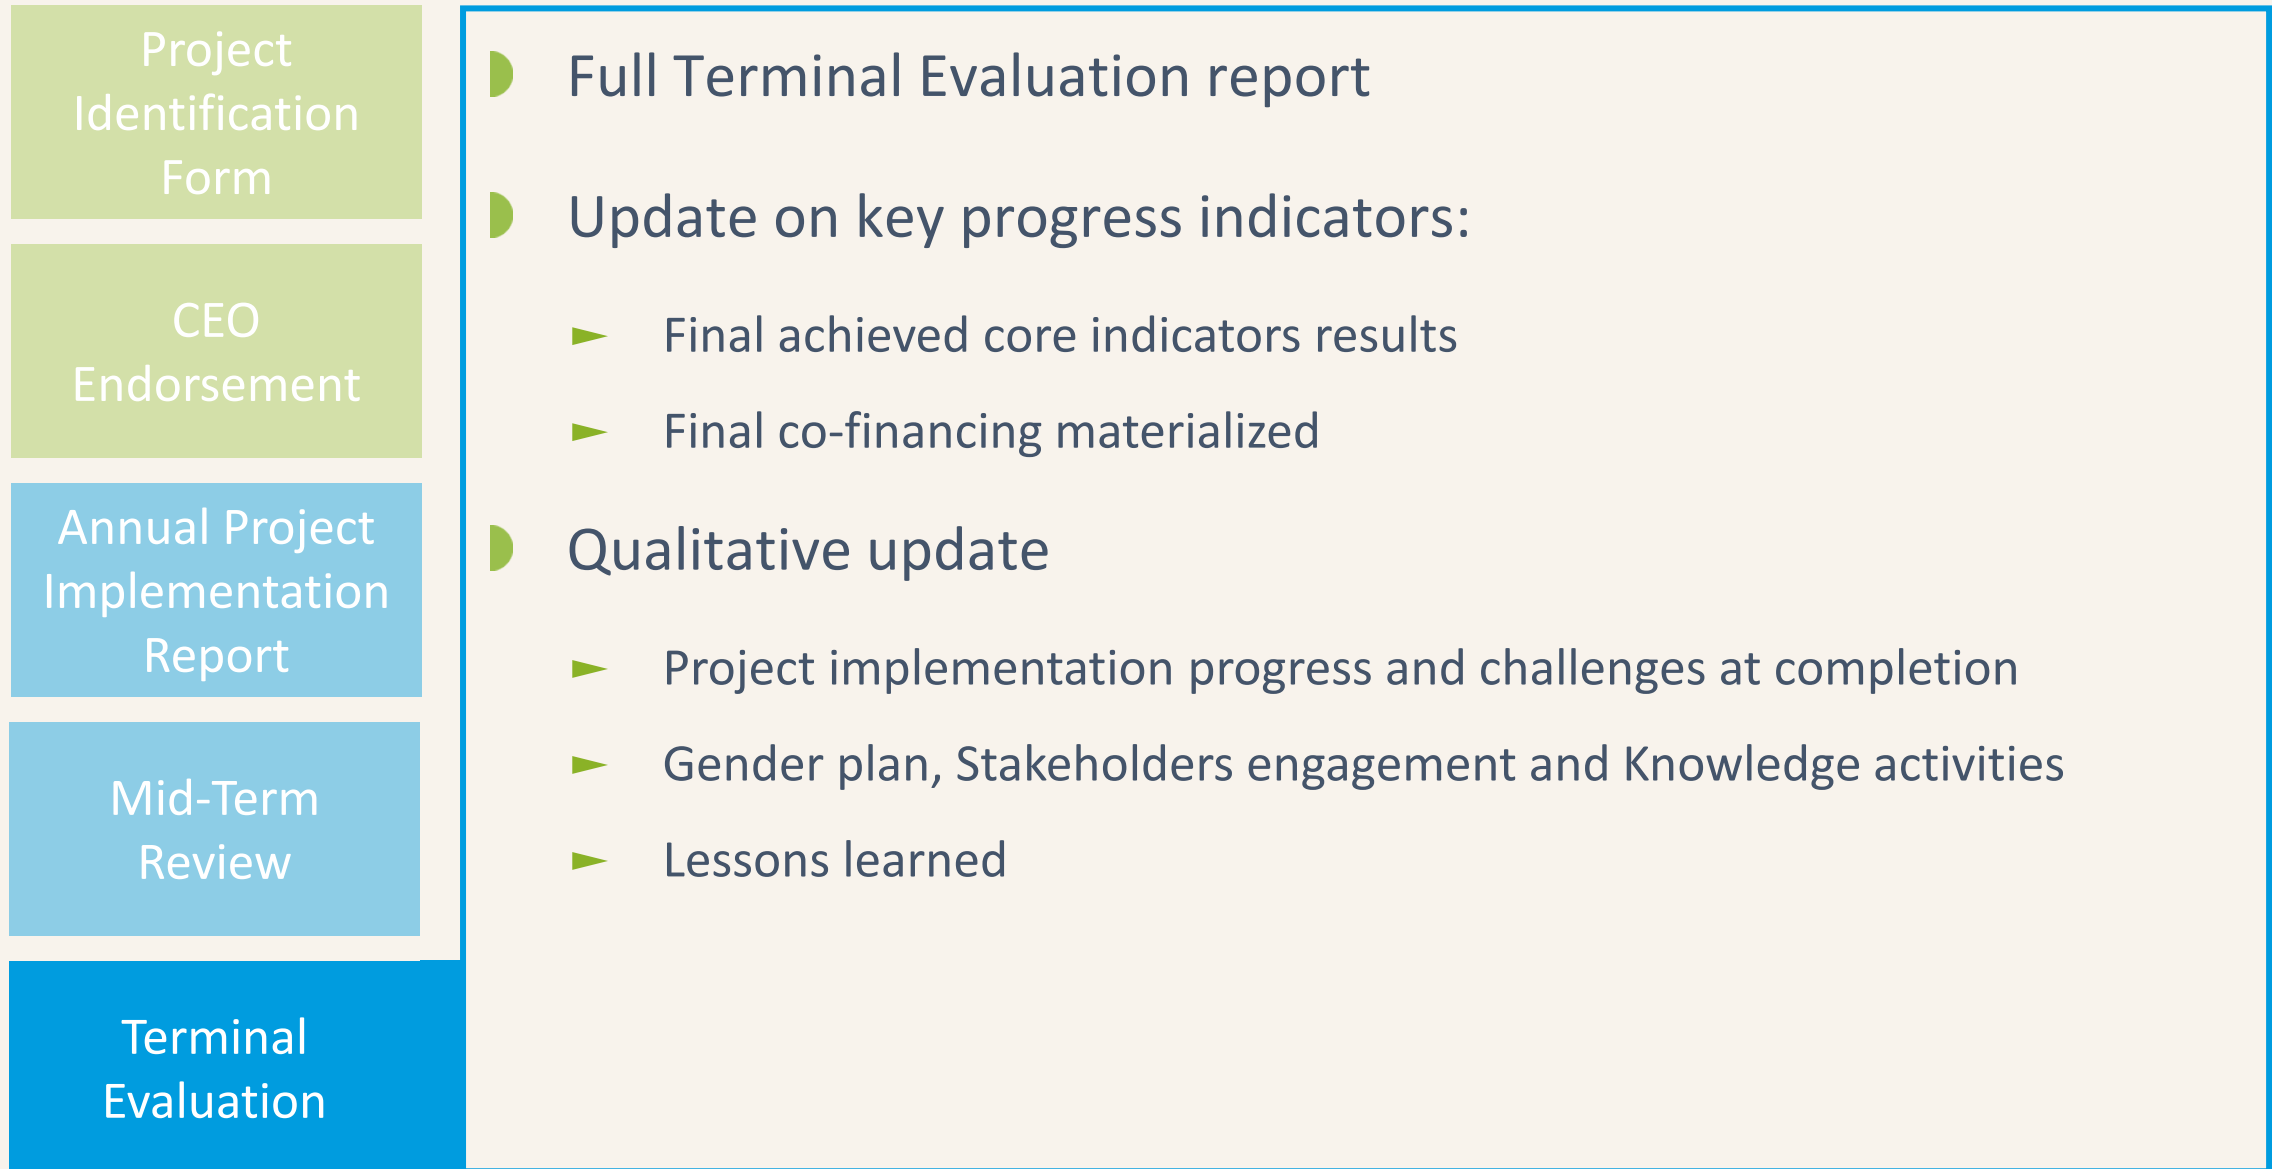 Project
Identification
Form
CEO
Endorsement
Annual Project
Implementation
Report
Mid-Term
Review
Terminal
Evaluation
Full Terminal Evaluation report
Update on key progress indicators:
Final achieved core indicators results
Final co-financing materialized
Qualitative update
Project implementation progress and challenges at completion
Gender plan, Stakeholders engagement and Knowledge activities
Lessons learned